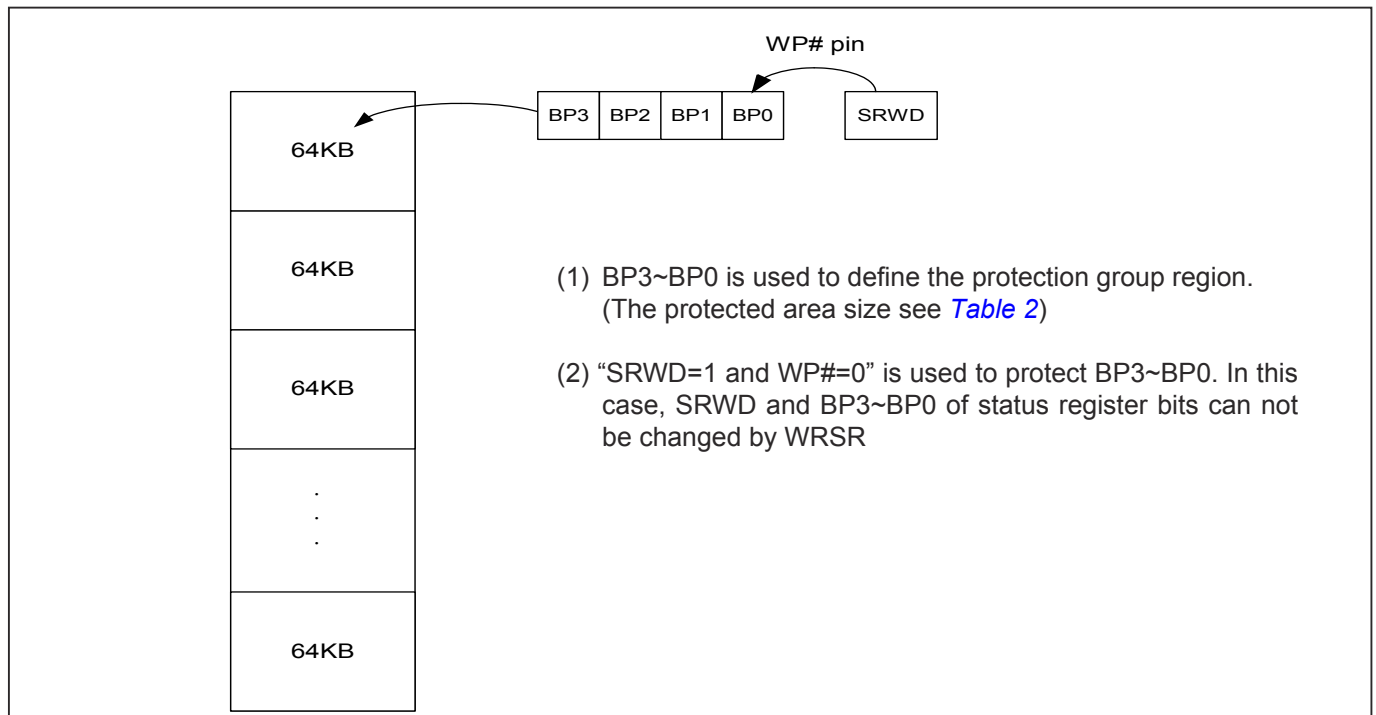 WP# pin
BP3 BP2 BP1 BP0 SRWD
64KB
64KB
64KB
.
.
.
64KB
(1) BP3~BP0 is used to define the protection group region.
(The protected area size see Table 2)
(2) “SRWD=1 and WP#=0” is used to protect BP3~BP0. In this
case, SRWD and BP3~BP0 of status register bits can not
be changed by WRSR